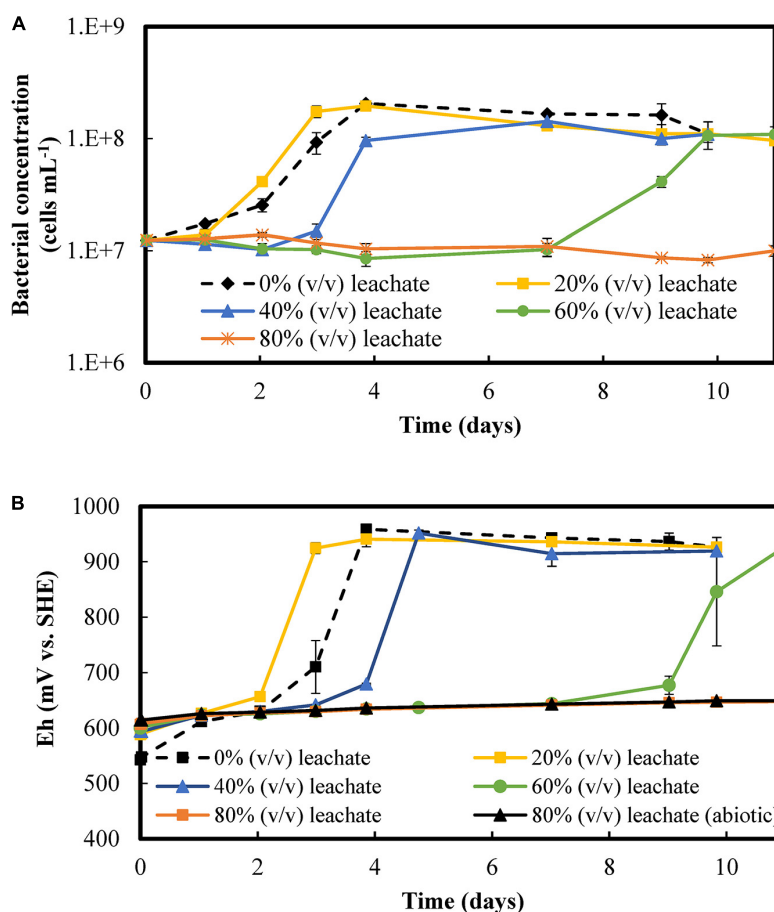 A
1.E+9
1.E+8
1.E+7
1.E+6
Bacterial concentration
(cells mL-1)
0% (v/v) leachate
20% (v/v) leachate
40% (v/v) leachate
60% (v/v) leachate
80% (v/v) leachate
0 2 4 6 8 10
Time (days)
B
1000
900
800
700
600
500
400
Eh (mV vs. SHE)
0% (v/v) leachate
20% (v/v) leachate
40% (v/v) leachate
60% (v/v) leachate
80% (v/v) leachate
80% (v/v) leachate (abiotic)
0 2 4 6 8 10
Time (days)